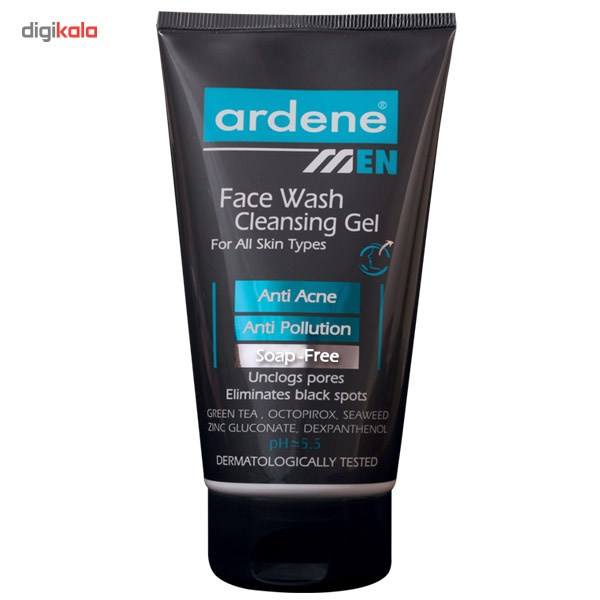 digikala
ardene®
MEN
Face Wash
Cleansing Gel
For All Skin Types
Anti Acne
Anti Pollution
Soap-Free
Unclogs pores
Eliminates black spots
GREEN TEA, OCTOPIROX, SEAWEED
ZINC GLUCONATE, DEXPANTHENOL
pH≃5.5
DERMATOLOGICALLY TESTED